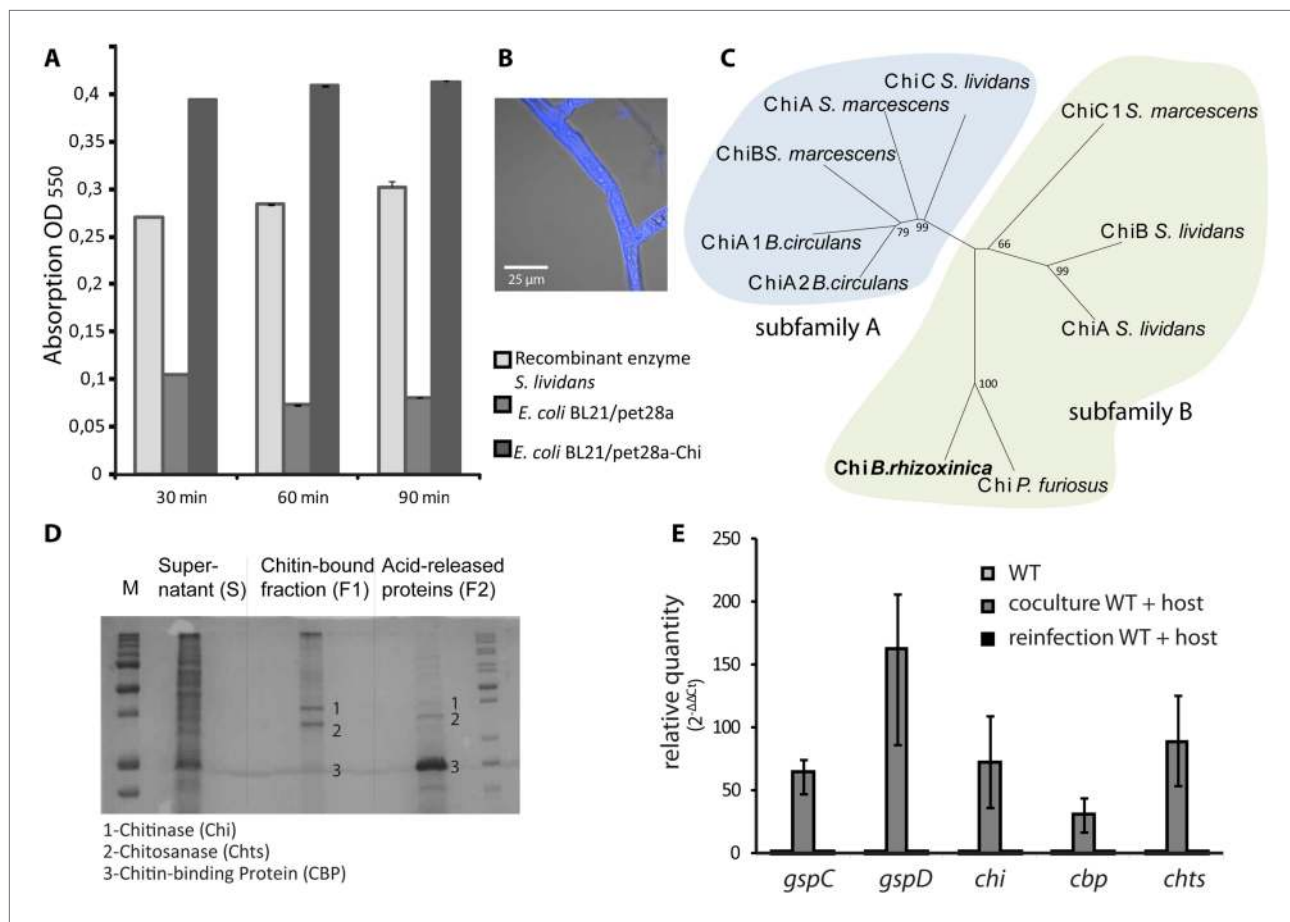 A
Absorption OD 550
0,4
0,35
0,3
0,25
0,2
0,15
0,1
0,05
0
30 min
60 min
90 min
B
25 µm
Recombinant enzyme
S. lividans
E. coli BL21/pet28a
E. coli BL21/pet28a-Chi
C
ChiC S. lividans
ChiA S. marcescens
ChiB S. marcescens
ChiA1 B.circulans
ChiA2 B.circulans
79
99
subfamily A
ChiC1 S. marcescens
66
ChiB S. lividans
99
ChiA S. lividans
100
subfamily B
Chi B.rhizoxinica
Chi P. furiosus
D
M
Super-
natant (S)
Chitin-bound
fraction (F1)
Acid-released
proteins (F2)
1
2
3
1
2
3
1-Chitinase (Chi)
2-Chitosanase (Chts)
3-Chitin-binding Protein (CBP)
E
relative quantity
(2^-ΔΔCt)
250
200
150
100
50
0
WT
coculture WT + host
reinfection WT + host
gspC
gspD
chi
cbp
chts